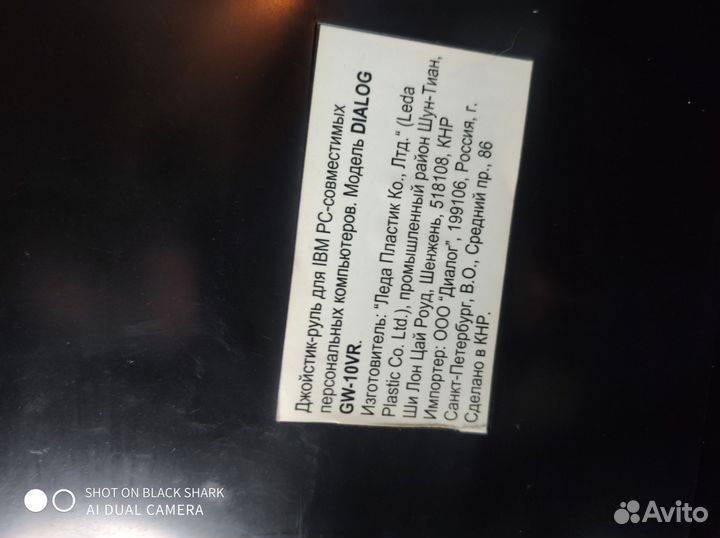 Джойстик-руль для IBM PC-совместимых
персональных компьютеров. Модель DIALOG
GW-10VR.
Изготовитель: "Леда Пластик Ко., Лтд." (Leda
Plastic Co. Ltd.), промышленный район Шун-Тиан,
Ши Лон Цай Роуд, Шенжень, 518108, КНР
Импортер: ООО "Диалог", 199106, Россия, г.
Санкт-Петербург, В.О., Средний пр., 86
Сделано в КНР.
SHOT ON BLACK SHARK
AI DUAL CAMERA
Avito